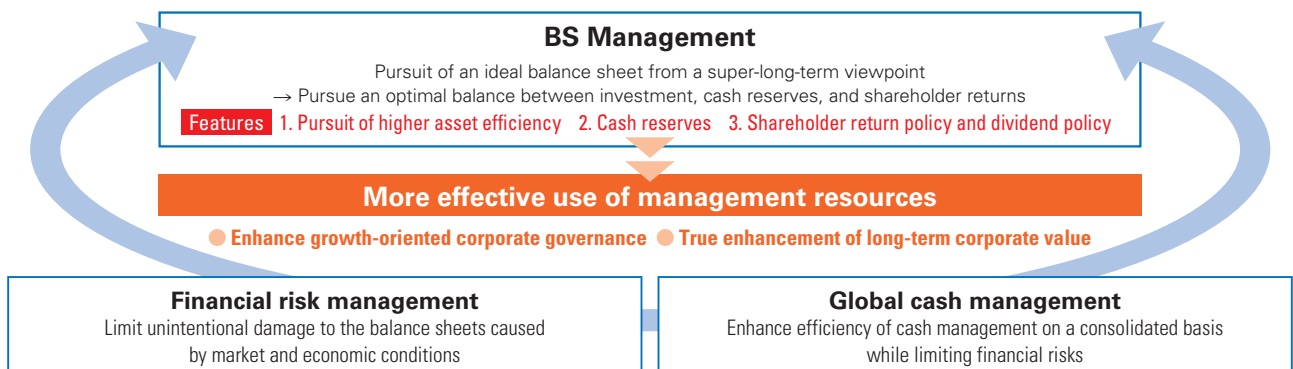 BS Management
Pursuit of an ideal balance sheet from a super-long-term viewpoint
→ Pursue an optimal balance between investment, cash reserves, and shareholder returns
Features 1. Pursuit of higher asset efficiency 2. Cash reserves 3. Shareholder return policy and dividend policy
More effective use of management resources
● Enhance growth-oriented corporate governance ● True enhancement of long-term corporate value
Financial risk management
Limit unintentional damage to the balance sheets caused
by market and economic conditions
Global cash management
Enhance efficiency of cash management on a consolidated basis
while limiting financial risks